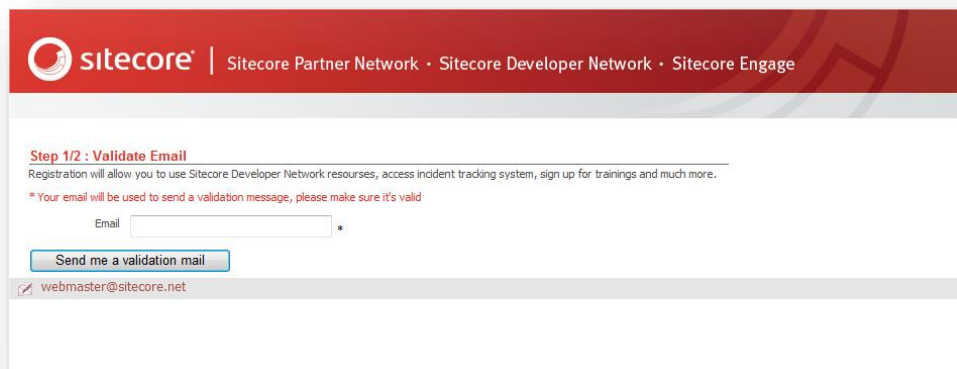 sitecore | Sitecore Partner Network · Sitecore Developer Network · Sitecore Engage
Step 1/2 : Validate Email
Registration will allow you to use Sitecore Developer Network resourses, access incident tracking system, sign up for trainings and much more.
* Your email will be used to send a validation message, please make sure it's valid
Email *
Send me a validation mail
webmaster@sitecore.net